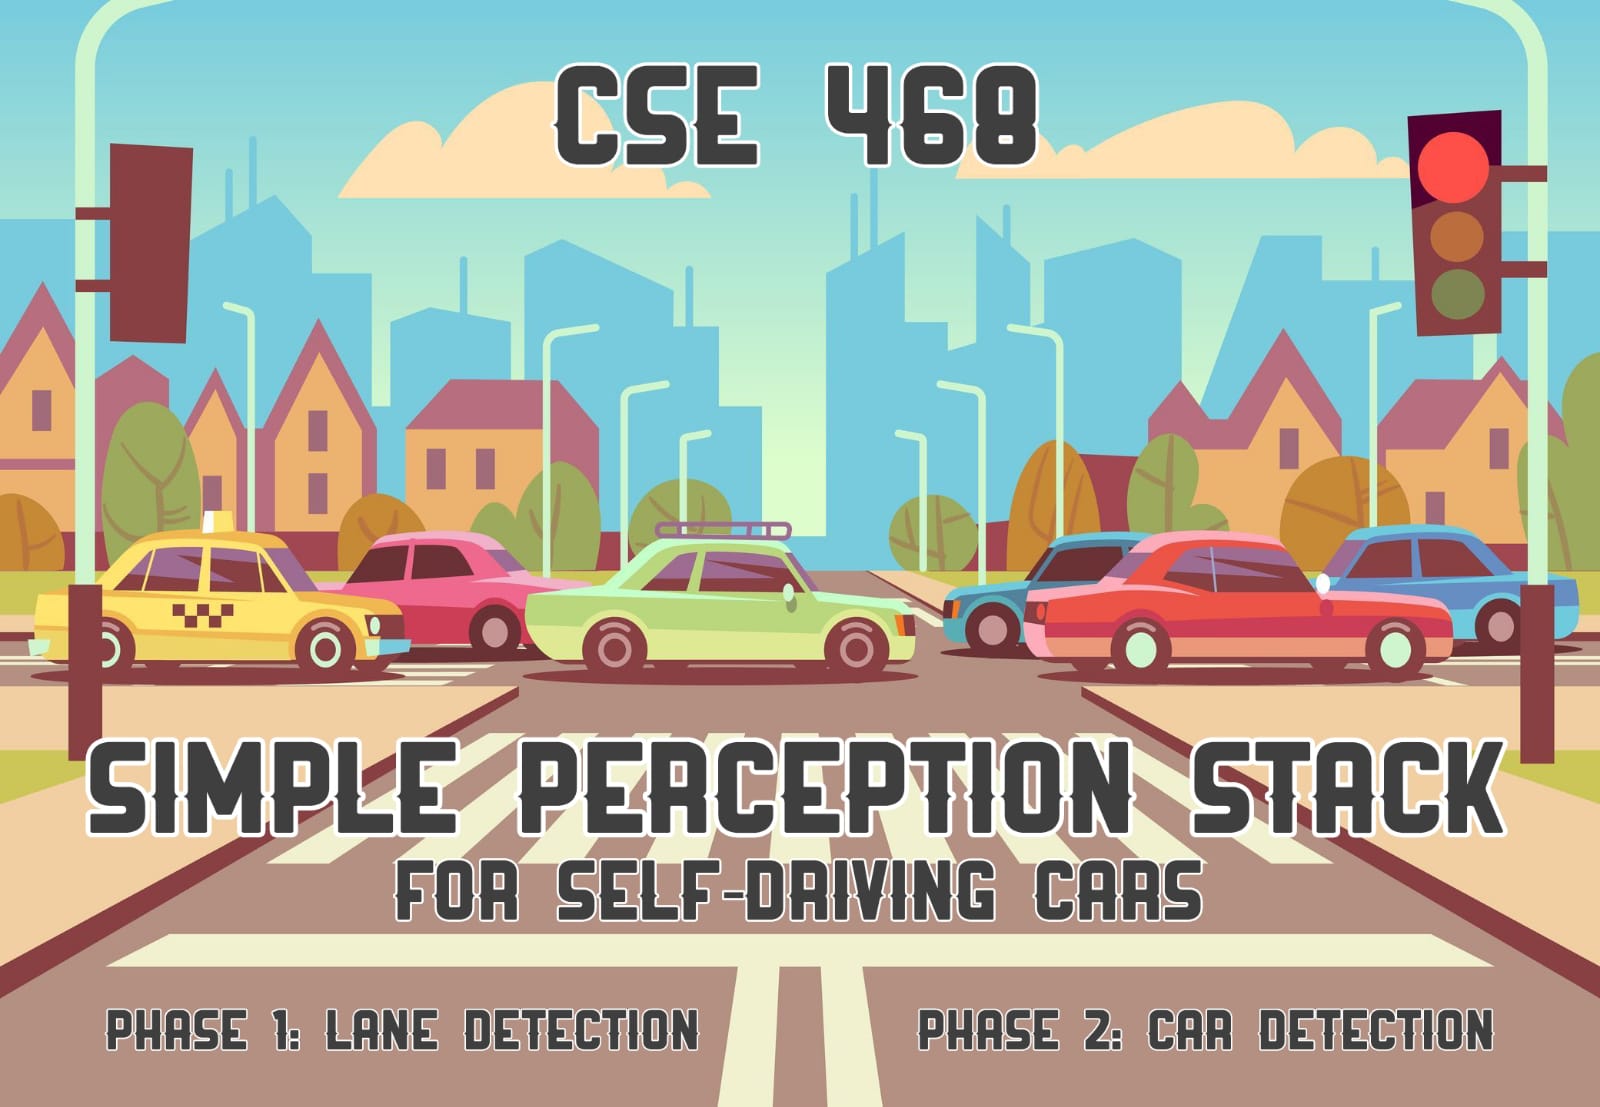 CSE 468
SIMPLE PERCEPTION STACK
FOR SELF-DRIVING CARS
PHASE 1: LANE DETECTION
PHASE 2: CAR DETECTION